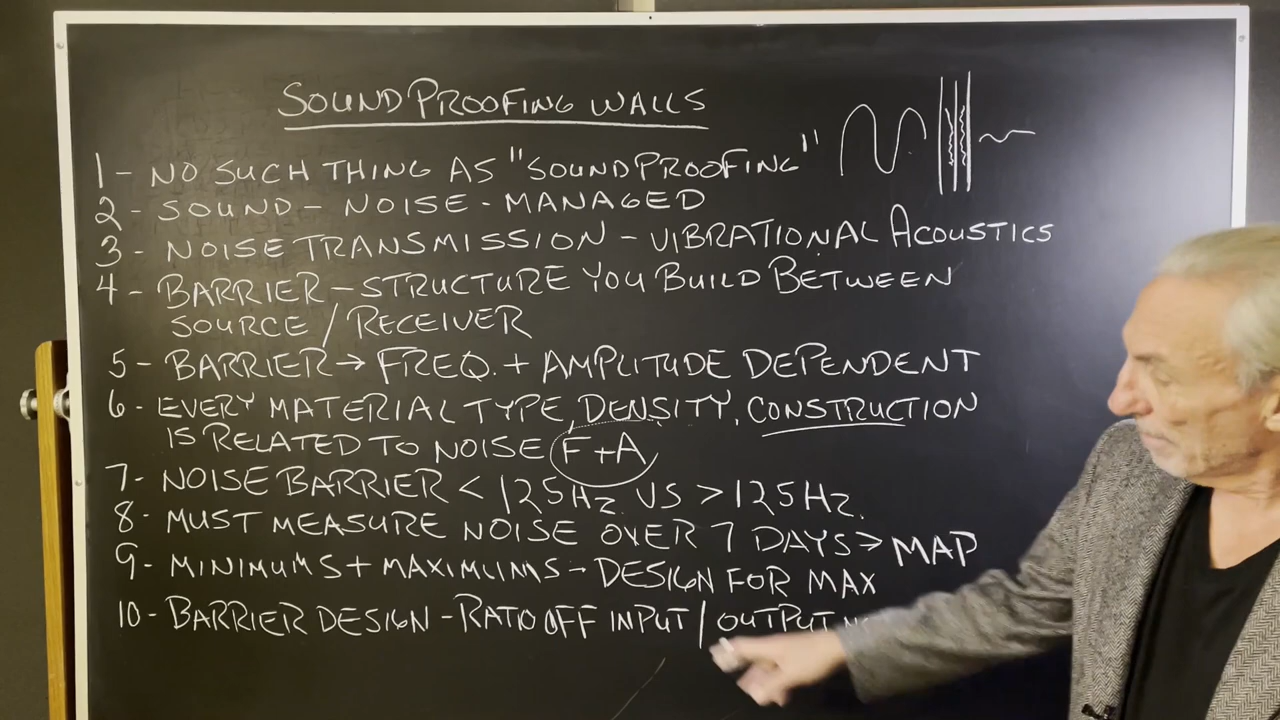 SOUNDPROOFING WALLS
1 - NO SUCH THING AS "SOUNDPROOFING"
2 - SOUND - NOISE - MANAGED
3 - NOISE TRANSMISSION - VIBRATIONAL ACOUSTICS
4 - BARRIER - STRUCTURE YOU BUILD BETWEEN
SOURCE / RECEIVER
5 - BARRIER → FREQ. + AMPLITUDE DEPENDENT
6 - EVERY MATERIAL TYPE, DENSITY, CONSTRUCTION
IS RELATED TO NOISE F+A
7 - NOISE BARRIER < 125HZ. VS > 125HZ.
8 - MUST MEASURE NOISE OVER 7 DAYS > MAP
9 - MINIMUMS + MAXIMUMS - DESIGN FOR MAX
10 - BARRIER DESIGN - RATIO OFF INPUT / OUTPUT